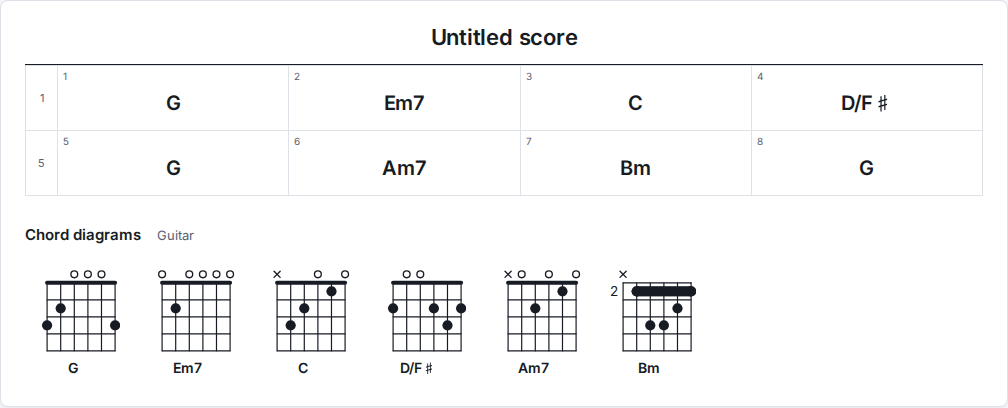 Untitled score
1 1 G 2 Em7 3 C 4 D/F♯
5 5 G 6 Am7 7 Bm 8 G
Chord diagrams Guitar
2
G Em7 C D/F♯ Am7 Bm